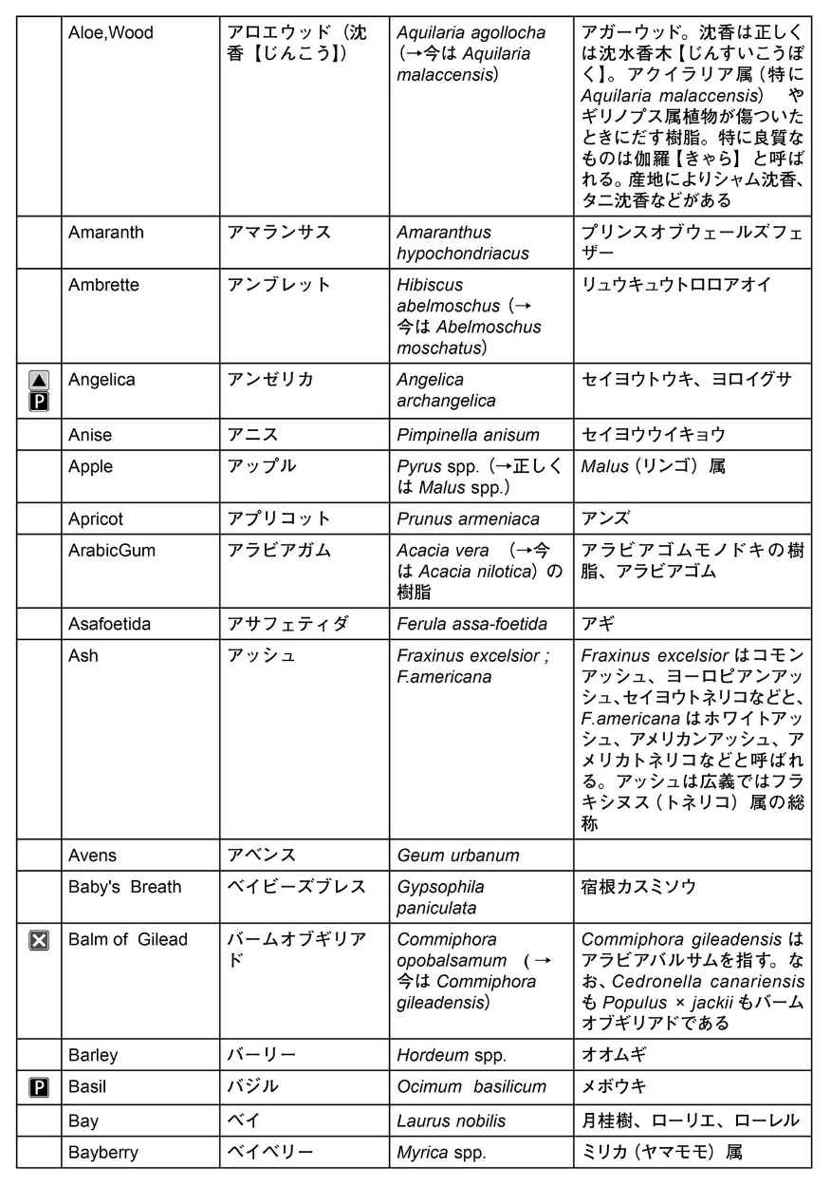 Aloe,Wood
アロエウッド（沈
香【じんこう】）
Aquilaria agollocha
（→今は Aquilaria
malaccensis）
アガーウッド。沈香は正しく
は沈水香木【じんすいこうぼ
く】。アクイラリア属（特に
Aquilaria malaccensis） や
ギリノプス属植物が傷ついた
ときにだす樹脂。特に良質な
ものは伽羅【きゃら】 と呼ば
れる。産地によりシャム沈香、
タニ沈香などがある
Amaranth
アマランサス
Amaranthus
hypochondriacus
プリンスオブウェールズフェ
ザー
Ambrette
アンブレット
Hibiscus
abelmoschus（→
今は Abelmoschus
moschatus）
リュウキュウトロロアオイ
▲
P
Angelica
アンゼリカ
Angelica
archangelica
セイヨウトウキ、ヨロイグサ
Anise
アニス
Pimpinella anisum
セイヨウウイキョウ
Apple
アップル
Pyrus spp.（→正しく
は Malus spp.）
Malus（リンゴ）属
Apricot
アプリコット
Prunus armeniaca
アンズ
ArabicGum
アラビアガム
Acacia vera （→今
は Acacia nilotica）の
樹脂
アラビアゴムモノドキの樹
脂、アラビアゴム
Asafoetida
アサフェティダ
Ferula assa-foetida
アギ
Ash
アッシュ
Fraxinus excelsior ;
F.americana
Fraxinus excelsior はコモン
アッシュ、ヨーロピアンアッ
シュ、セイヨウトネリコなどと、
F.americana はホワイトアッ
シュ、アメリカンアッシュ、ア
メリカトネリコなどと呼ばれ
る。アッシュは広義ではフラ
キシヌス（トネリコ）属の総
称
Avens
アベンス
Geum urbanum
Baby's Breath
ベイビーズブレス
Gypsophila
paniculata
宿根カスミソウ
Balm of Gilead
バームオブギリア
ド
Commiphora
opobalsamum （→
今は Commiphora
gileadensis）
Commiphora gileadensis は
アラビアバルサムを指す。な
お、Cedronella canariensis
も Populus × jackii もバーム
オブギリアドである
Barley
バーリー
Hordeum spp.
オオムギ
P
Basil
バジル
Ocimum basilicum
メボウキ
Bay
ベイ
Laurus nobilis
月桂樹、ローリエ、ローレル
Bayberry
ベイベリー
Myrica spp.
ミリカ（ヤマモモ）属